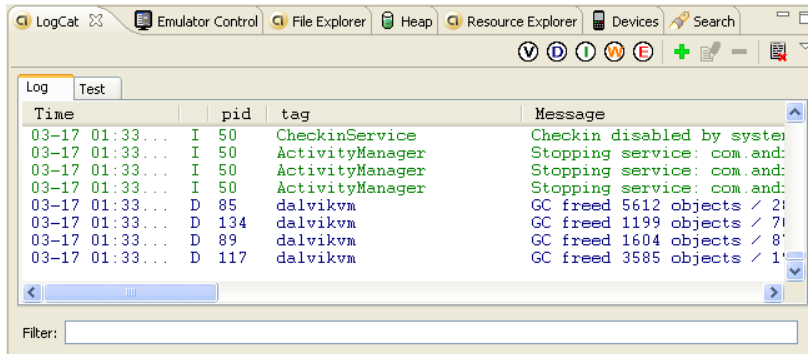 LogCat Emulator Control File Explorer Heap Resource Explorer Devices Search
V D I W E
Log Test
Time pid tag Message
03-17 01:33... I 50 CheckinService Checkin disabled by system
03-17 01:33... I 50 ActivityManager Stopping service: com.and
03-17 01:33... I 50 ActivityManager Stopping service: com.and
03-17 01:33... I 50 ActivityManager Stopping service: com.and
03-17 01:33... D 85 dalvikvm GC freed 5612 objects / 28
03-17 01:33... D 134 dalvikvm GC freed 1199 objects / 70
03-17 01:33... D 89 dalvikvm GC freed 1604 objects / 87
03-17 01:33... D 117 dalvikvm GC freed 3585 objects / 1
Filter: